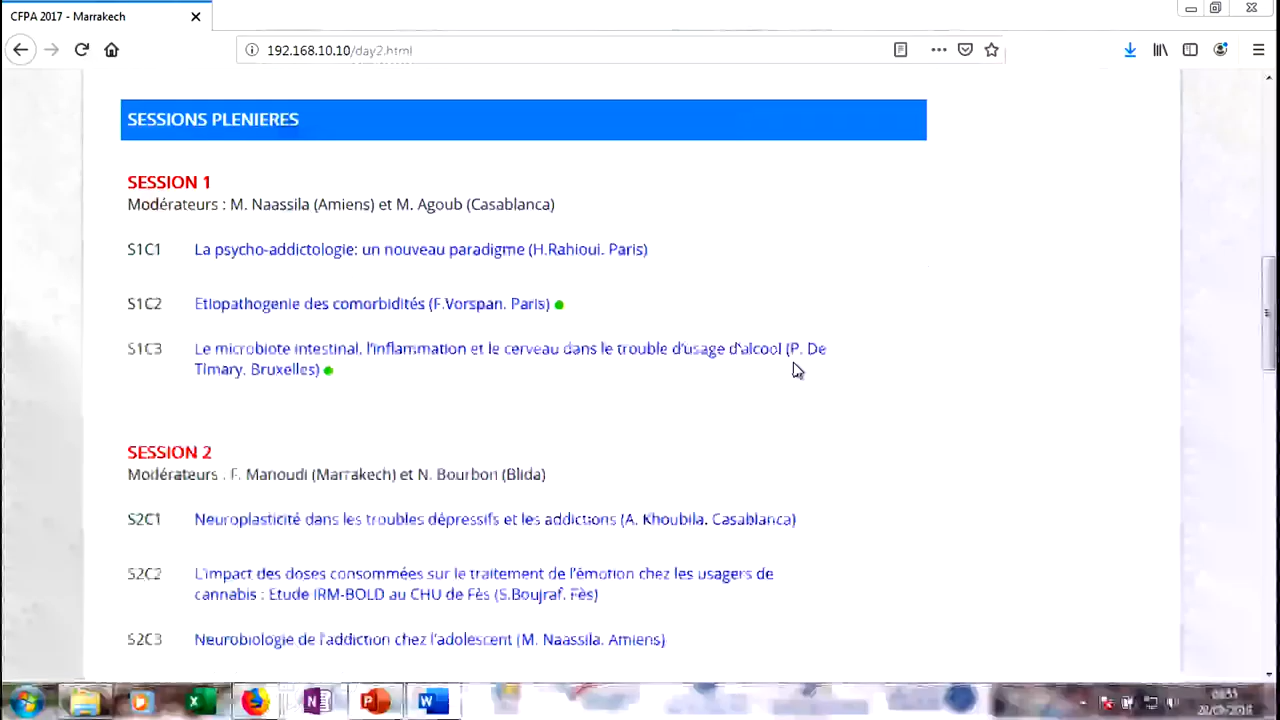 CFPA 2017 - Marrakech
192.168.10.10/day2.html
SESSIONS PLENIERES
SESSION 1
Modérateurs : M. Naassila (Amiens) et M. Agoub (Casablanca)
S1C1 La psycho-addictologie: un nouveau paradigme (H.Rahioui. Paris)
S1C2 Etiopathogenie des comorbidités (F.Vorspan. Paris)
S1C3 Le microbiote intestinal, l'inflammation et le cerveau dans le trouble d'usage d'alcool (P. De
Timary. Bruxelles)
SESSION 2
Modérateurs : F. Manoudi (Marrakech) et N. Bourbon (Blida)
S2C1 Neuroplasticité dans les troubles dépressifs et les addictions (A. Khoubila. Casablanca)
S2C2 L'impact des doses consommées sur le traitement de l'émotion chez les usagers de
cannabis : Etude IRM-BOLD au CHU de Fès (S.Boujraf. Fès)
S2C3 Neurobiologie de l'addiction chez l'adolescent (M. Naassila. Amiens)